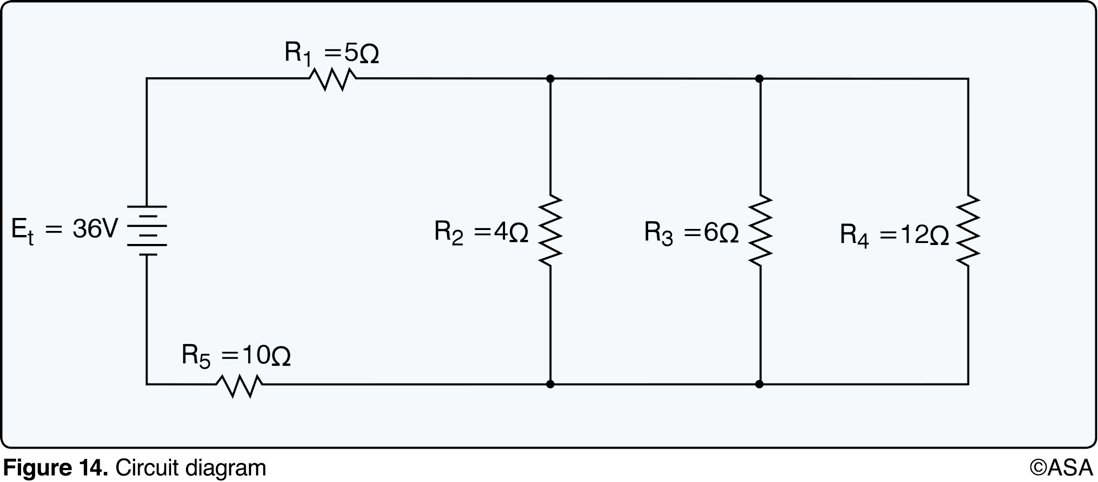 R₁ =5Ω
Eₜ = 36V
R₂ =4Ω
R₃ =6Ω
R₄ =12Ω
R₅ =10Ω
Figure 14. Circuit diagram
©ASA